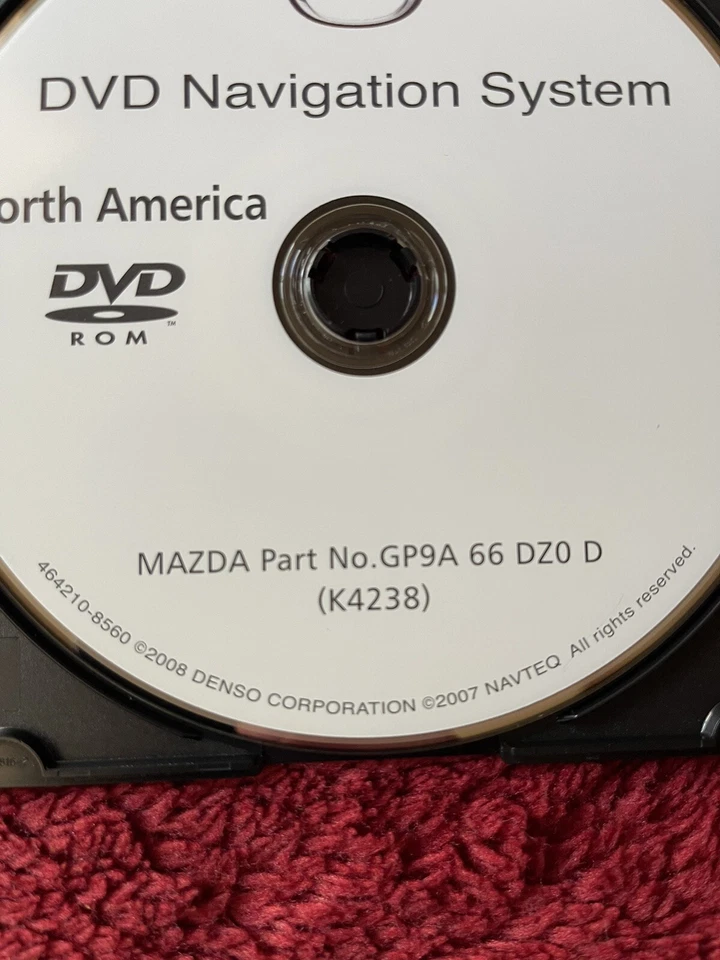 DVD Navigation System
orth America
DVD
ROM
TM
MAZDA Part No.GP9A 66 DZ0 D
(K4238)
464210-8560 ©2008 DENSO CORPORATION ©2007 NAVTEQ All rights reserved.